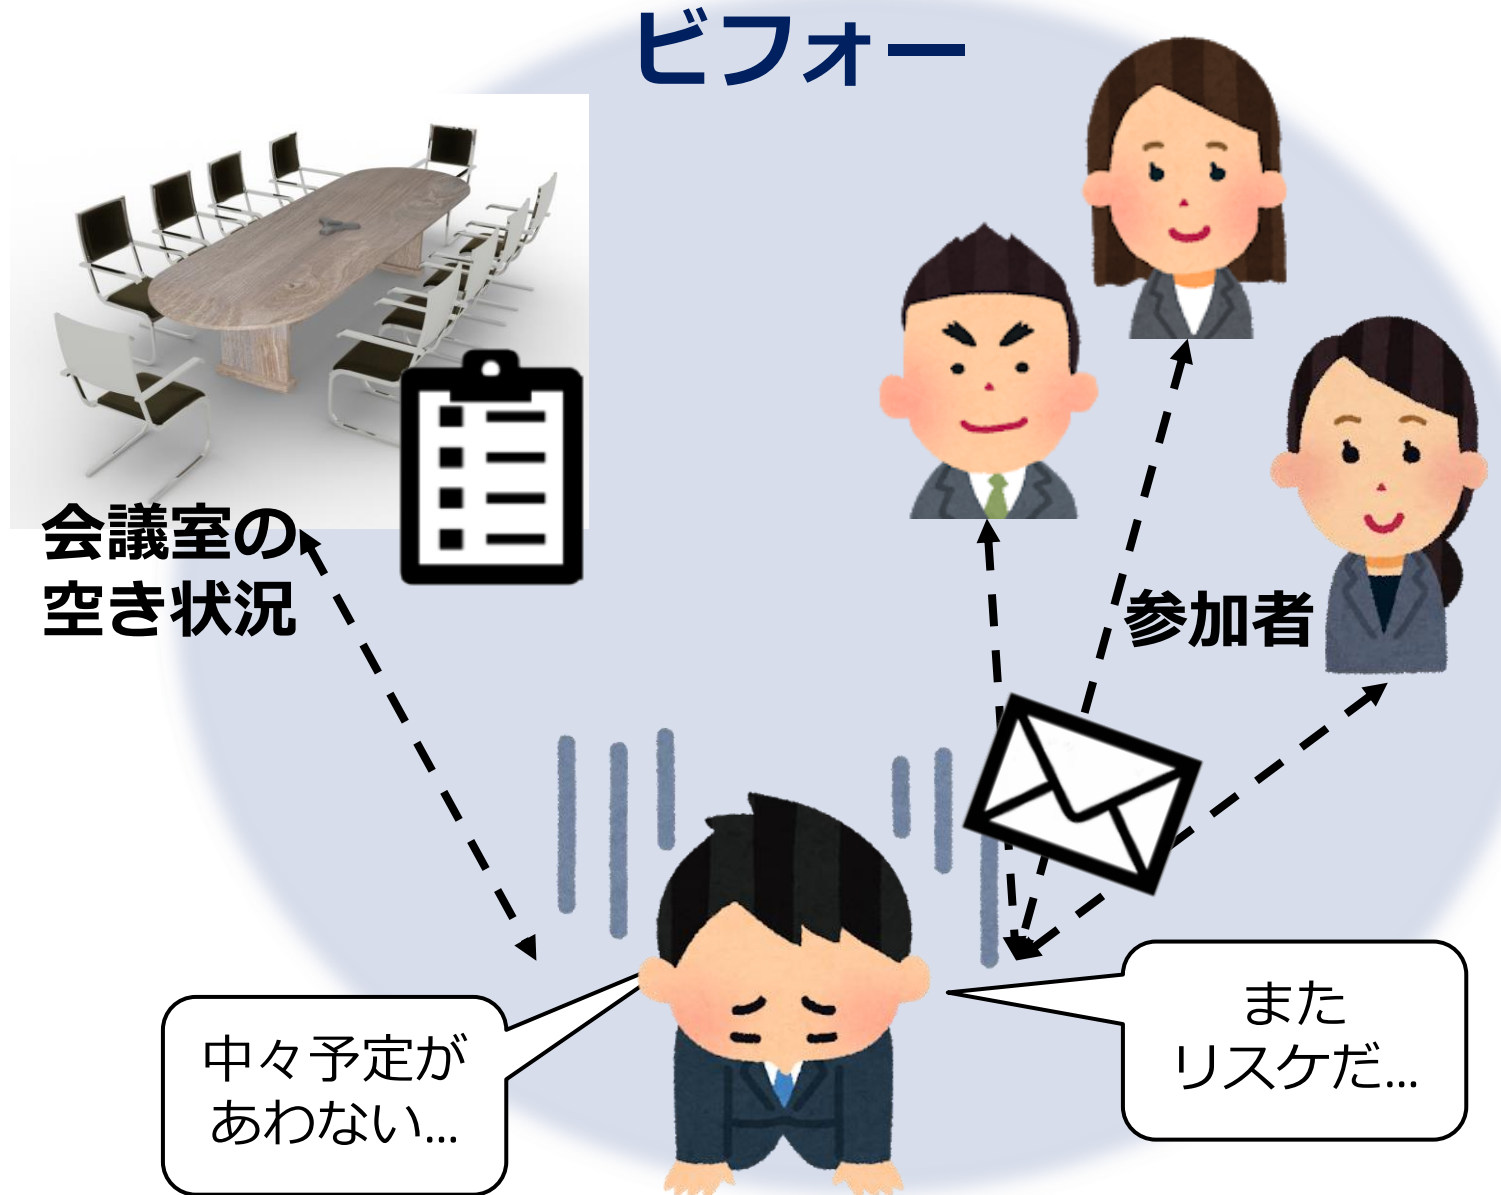 ビフォー
会議室の
空き状況
参加者
中々予定が
あわない…
また
リスケだ…